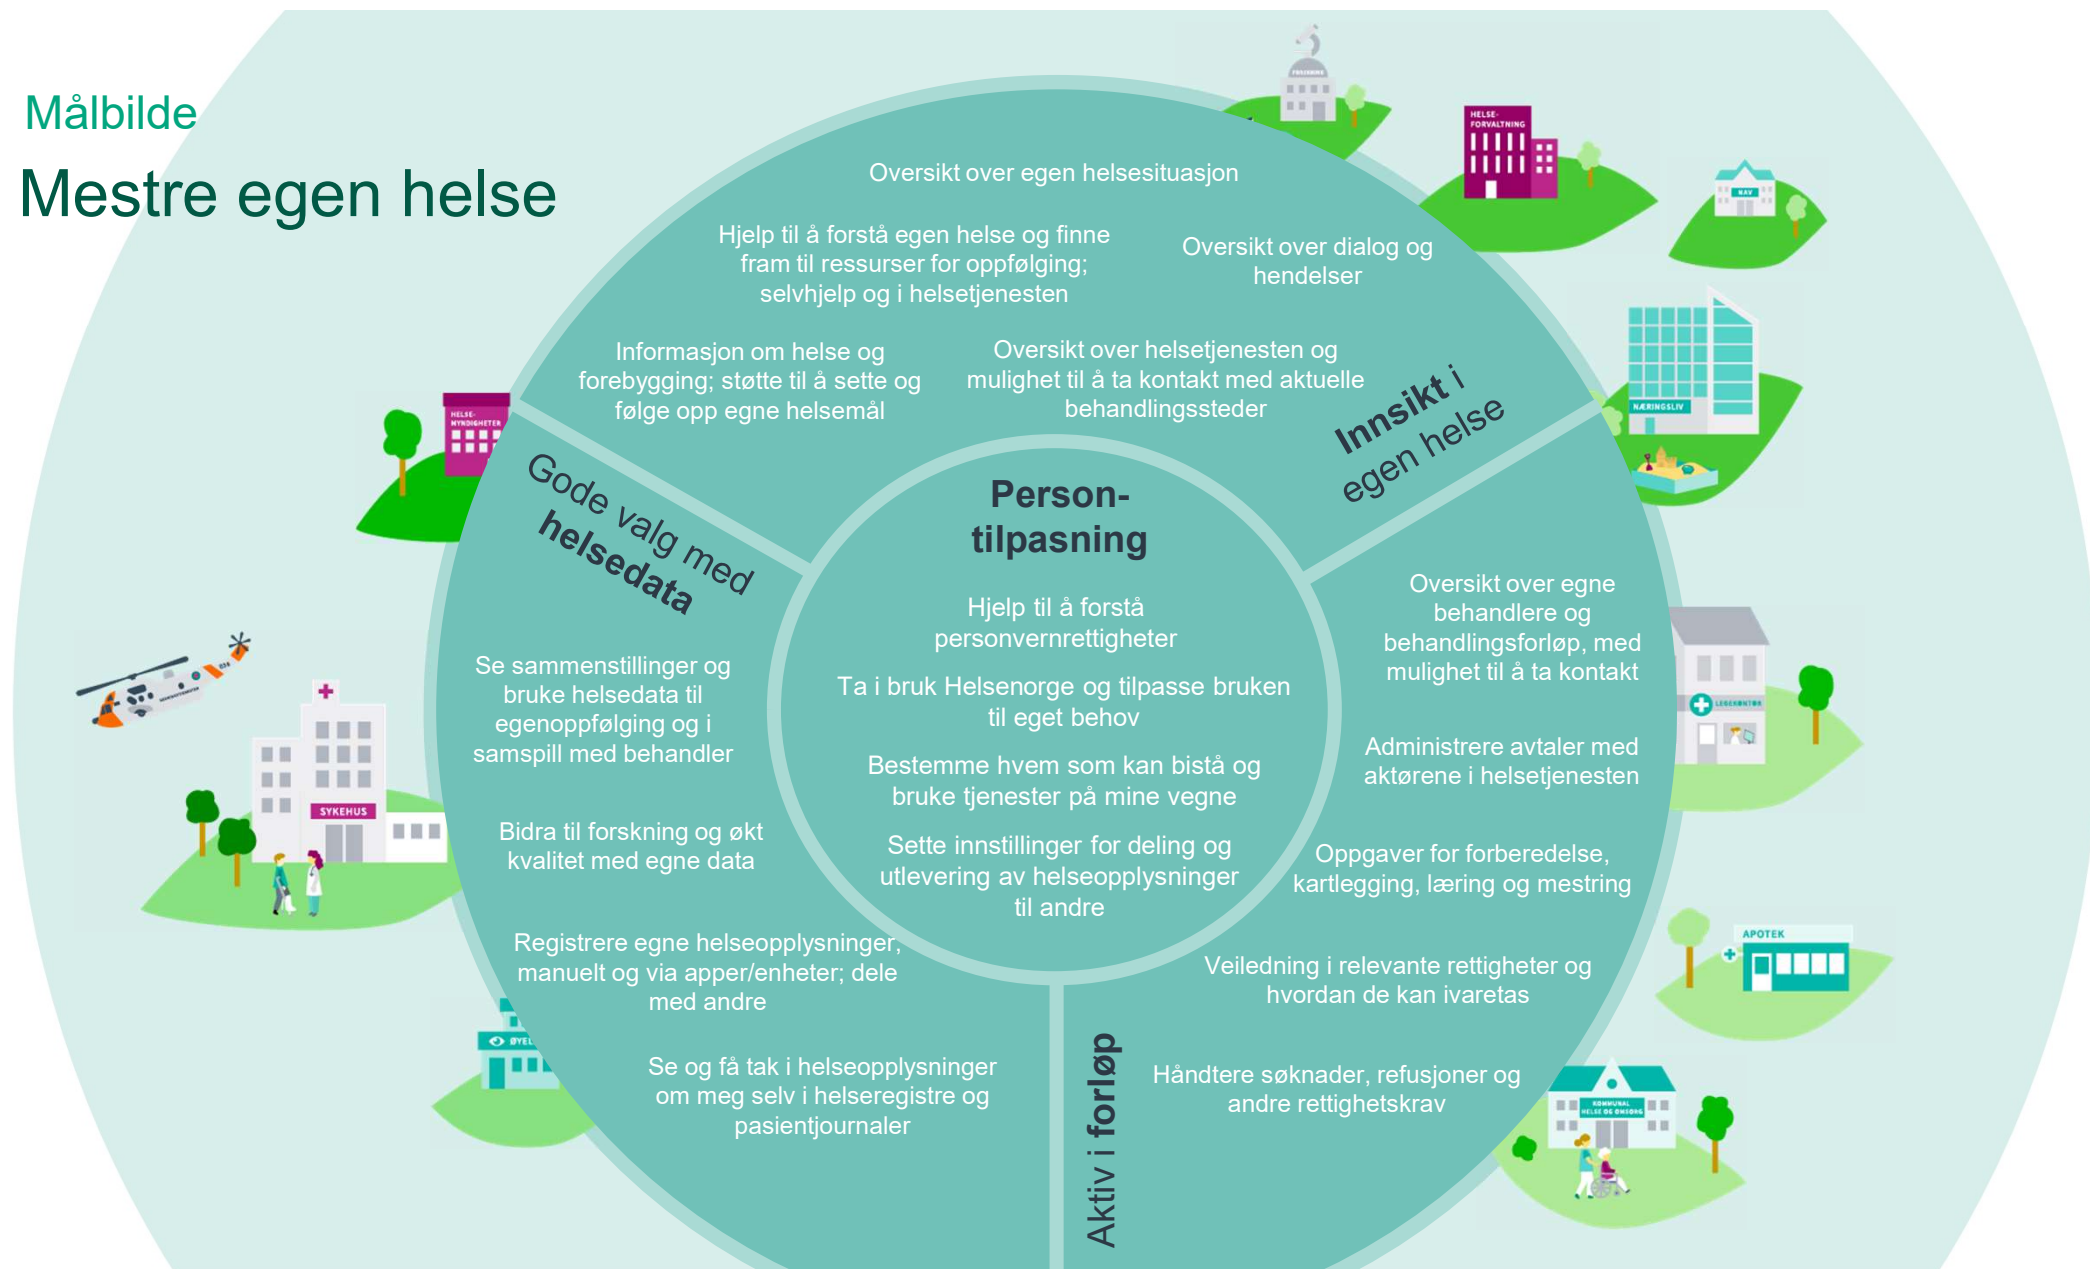 Målbilde
Mestre egen helse
Oversikt over egen helsesituasjon
Hjelp til å forstå egen helse og finne
fram til ressurser for oppfølging;
selvhjelp og i helsetjenesten
Oversikt over dialog og
hendelser
Informasjon om helse og
forebygging; støtte til å sette og
følge opp egne helsemål
Oversikt over helsetjenesten og
mulighet til å ta kontakt med aktuelle
behandlingssteder
Innsikt i
egen helse
Gode valg med
helsedata
Person-
tilpasning
Hjelp til å forstå
personvernrettigheter
Ta i bruk Helsenorge og tilpasse bruken
til eget behov
Bestemme hvem som kan bistå og
bruke tjenester på mine vegne
Sette innstillinger for deling og
utlevering av helseopplysninger
til andre
Se sammenstillinger og
bruke helsedata til
egenoppfølging og i
samspill med behandler
Bidra til forskning og økt
kvalitet med egne data
Registrere egne helseopplysninger,
manuelt og via apper/enheter; dele
med andre
Se og få tak i helseopplysninger
om meg selv i helseregistre og
pasientjournaler
Oversikt over egne
behandlere og
behandlingsforløp, med
mulighet til å ta kontakt
Administrere avtaler med
aktørene i helsetjenesten
Oppgaver for forberedelse,
kartlegging, læring og mestring
Veiledning i relevante rettigheter og
hvordan de kan ivaretas
Håndtere søknader, refusjoner og
andre rettighetskrav
Aktiv i forløp
FORSKNING
HELSE-
FORVALTNING
NAV
NÆRINGSLIV
LEGEKONTOR
APOTEK
KOMMUNAL
HELSE OG OMSORG
HELSE-
MYNDIGHETER
SYKEHUS
ØYEL